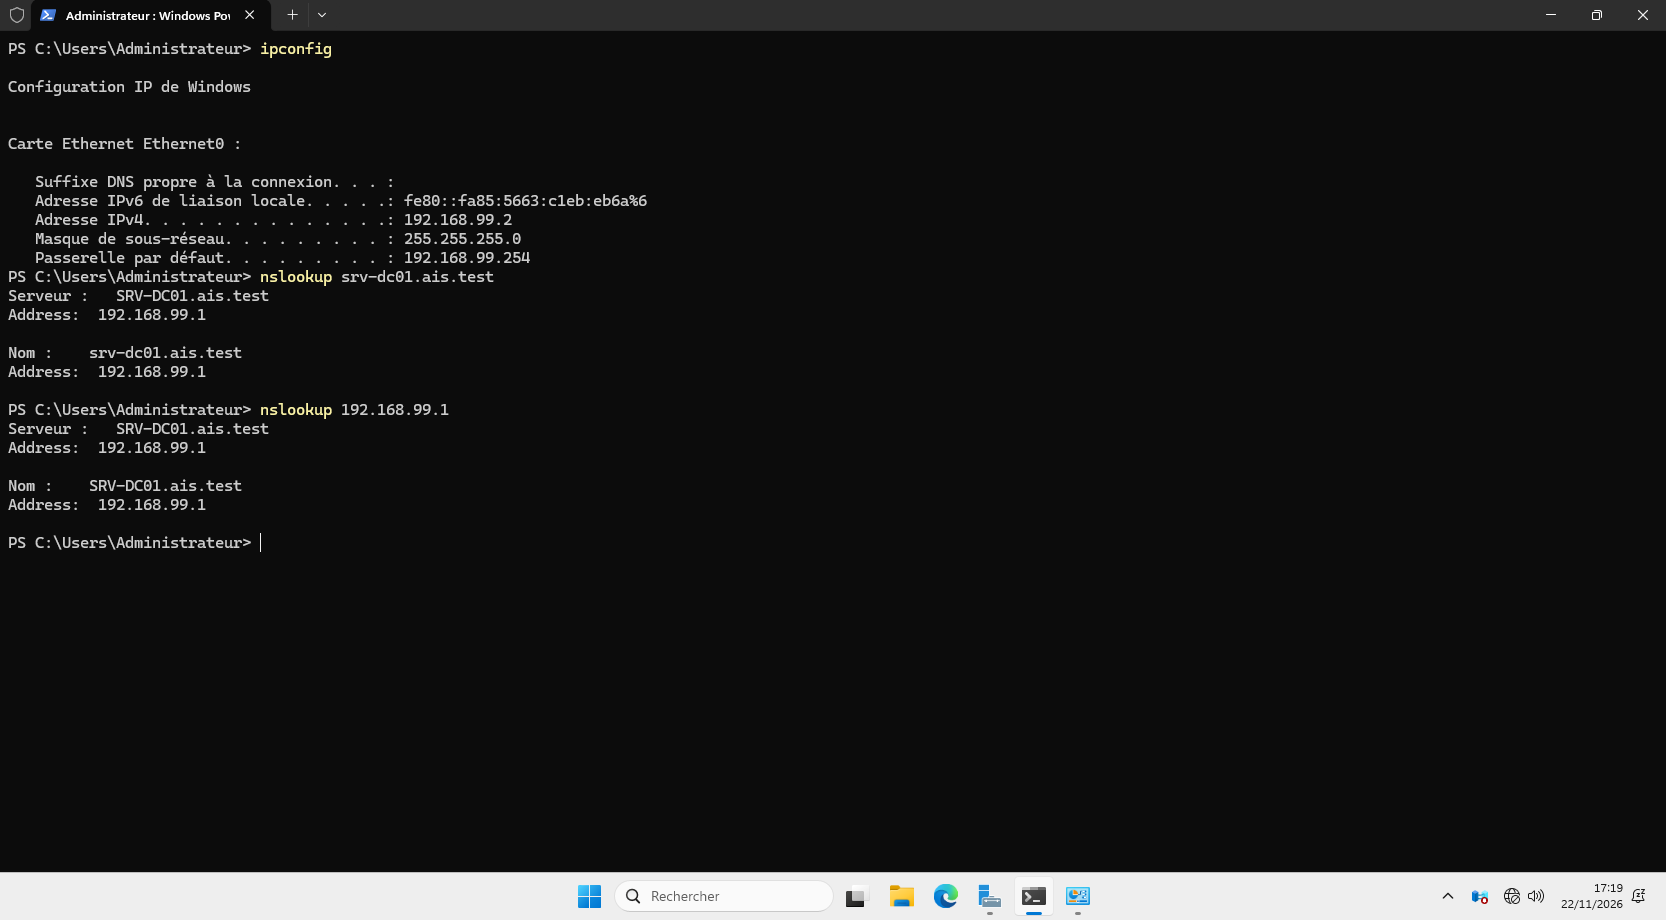 Administrateur : Windows Pow
PS C:\Users\Administrateur> ipconfig
Configuration IP de Windows
Carte Ethernet Ethernet0 :
Suffixe DNS propre à la connexion. . . :
Adresse IPv6 de liaison locale. . . . .: fe80::fa85:5663:c1eb:eb6a%6
Adresse IPv4. . . . . . . . . . . . . .: 192.168.99.2
Masque de sous-réseau. . . . . . . . . : 255.255.255.0
Passerelle par défaut. . . . . . . . . : 192.168.99.254
PS C:\Users\Administrateur> nslookup srv-dc01.ais.test
Serveur :   SRV-DC01.ais.test
Address:  192.168.99.1
Nom :    srv-dc01.ais.test
Address:  192.168.99.1
PS C:\Users\Administrateur> nslookup 192.168.99.1
Serveur :   SRV-DC01.ais.test
Address:  192.168.99.1
Nom :    SRV-DC01.ais.test
Address:  192.168.99.1
PS C:\Users\Administrateur>
Rechercher
17:19
22/11/2026